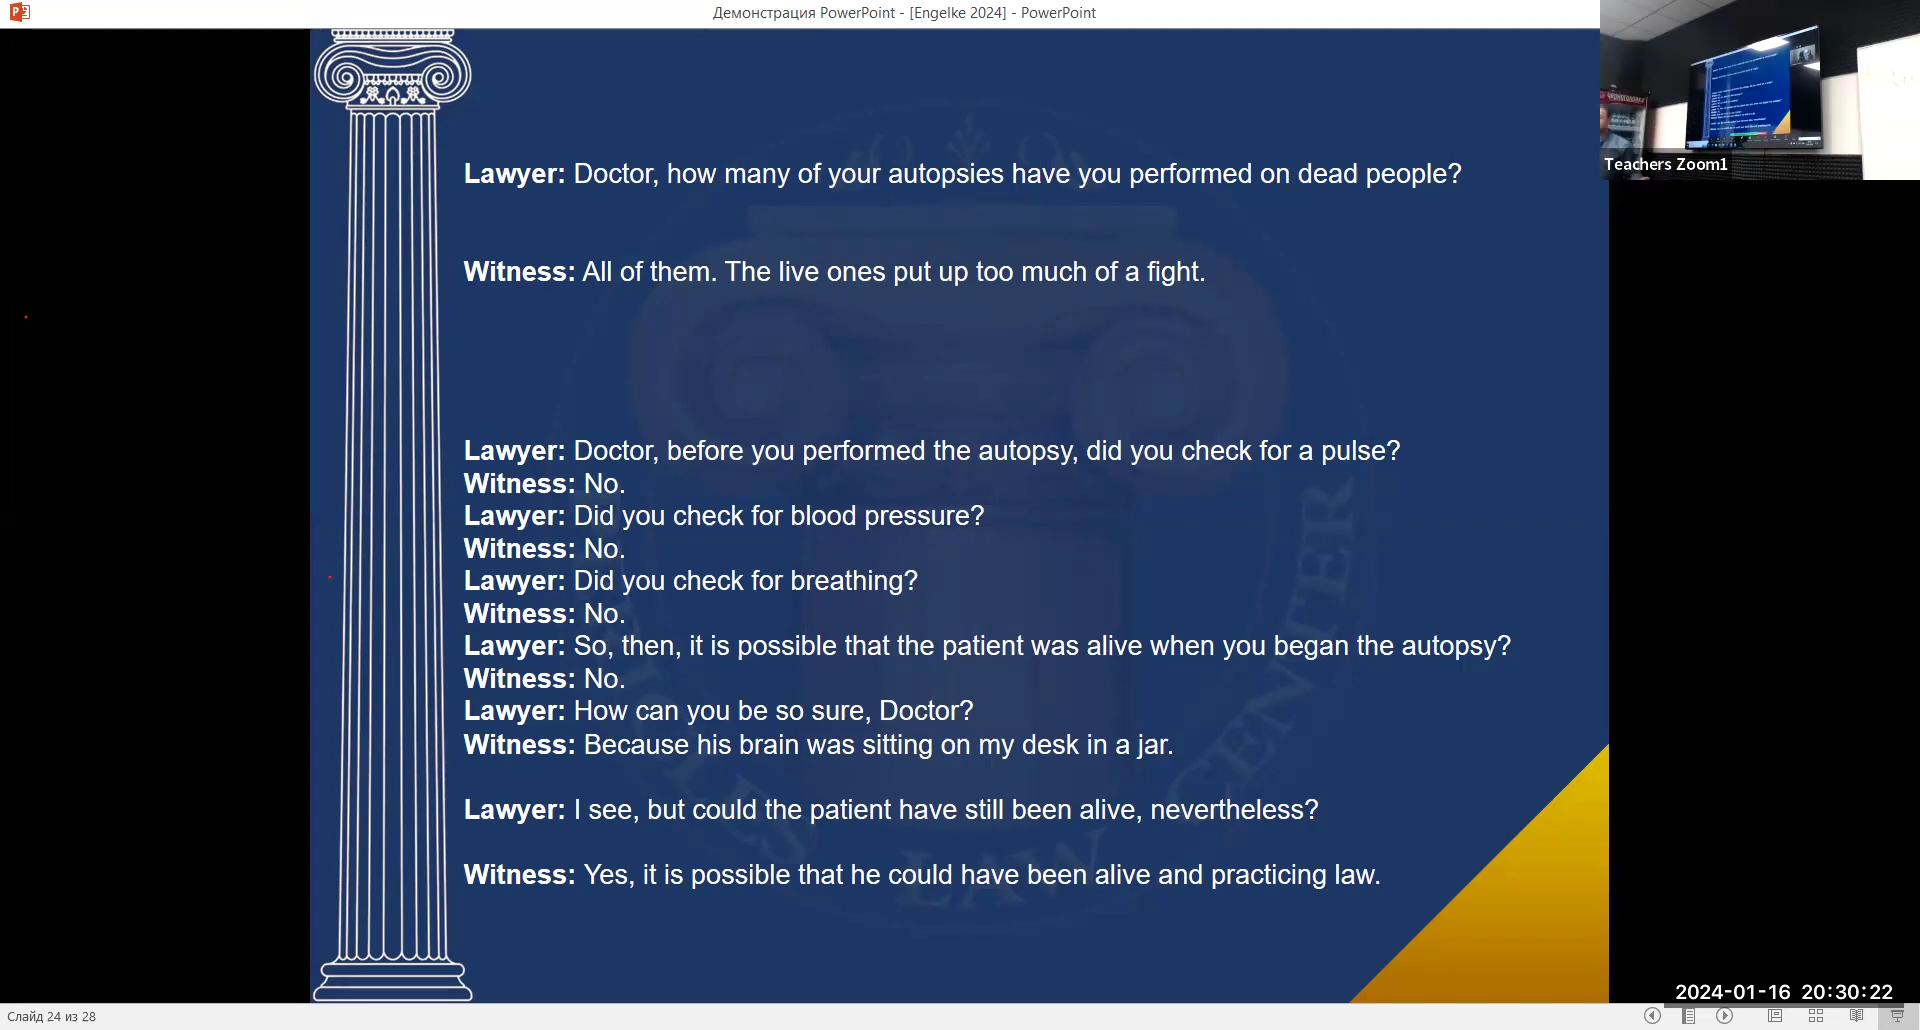 Демонстрация PowerPoint - [Engelke 2024] - PowerPoint
Teachers Zoom1
Lawyer: Doctor, how many of your autopsies have you performed on dead people?
Witness: All of them. The live ones put up too much of a fight.
Lawyer: Doctor, before you performed the autopsy, did you check for a pulse?
Witness: No.
Lawyer: Did you check for blood pressure?
Witness: No.
Lawyer: Did you check for breathing?
Witness: No.
Lawyer: So, then, it is possible that the patient was alive when you began the autopsy?
Witness: No.
Lawyer: How can you be so sure, Doctor?
Witness: Because his brain was sitting on my desk in a jar.
Lawyer: I see, but could the patient have still been alive, nevertheless?
Witness: Yes, it is possible that he could have been alive and practicing law.
LAW CENTER
2024-01-16 20:30:22
Слайд 24 из 28